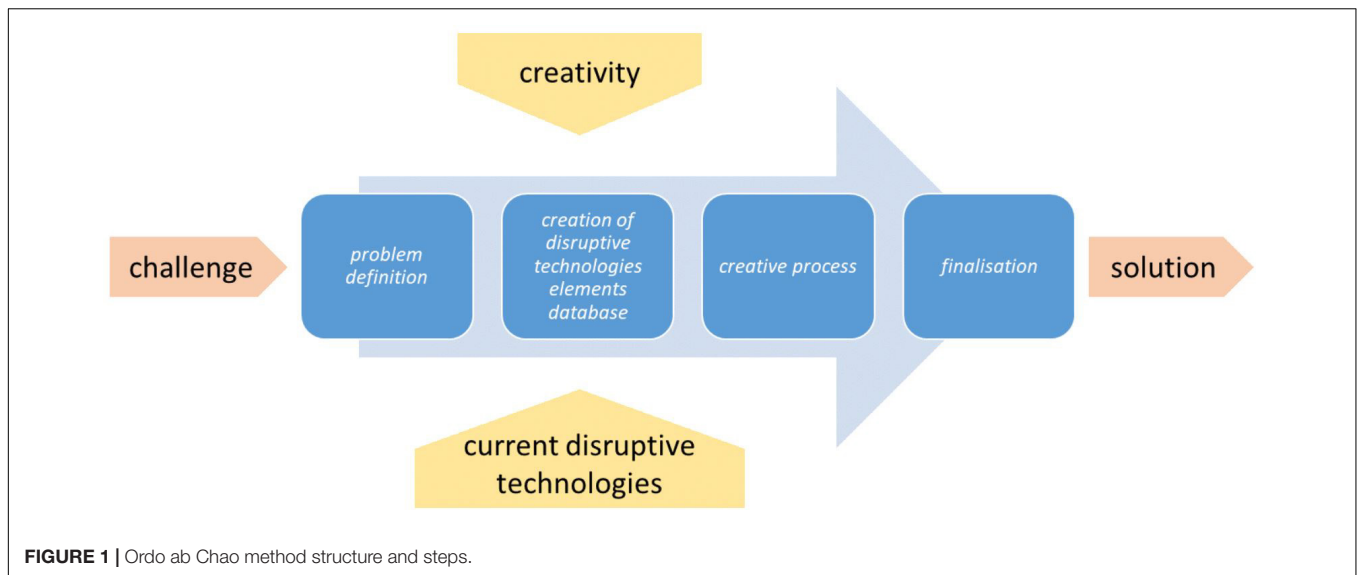 creativity
challenge
problem
definition
creation of
disruptive
technologies
elements
database
creative process
finalisation
solution
current disruptive
technologies
FIGURE 1 | Ordo ab Chao method structure and steps.